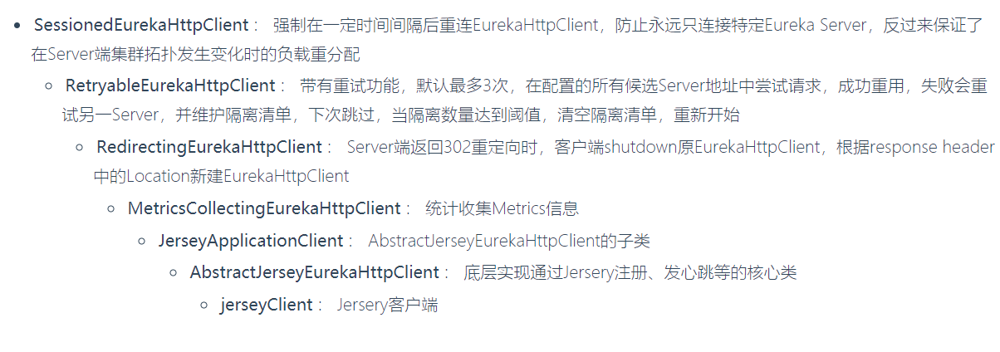 SessionedEurekaHttpClient： 强制在一定时间间隔后重连EurekaHttpClient，防止永远只连接特定Eureka Server，反过来保证了
在Server端集群拓扑发生变化时的负载重分配
RetryableEurekaHttpClient： 带有重试功能，默认最多3次，在配置的所有候选Server地址中尝试请求，成功重用，失败会重
试另一Server，并维护隔离清单，下次跳过，当隔离数量达到阈值，清空隔离清单，重新开始
RedirectingEurekaHttpClient： Server端返回302重定向时，客户端shutdown原EurekaHttpClient，根据response header
中的Location新建EurekaHttpClient
MetricsCollectingEurekaHttpClient： 统计收集Metrics信息
JerseyApplicationClient： AbstractJerseyEurekaHttpClient的子类
AbstractJerseyEurekaHttpClient： 底层实现通过Jersery注册、发心跳等的核心类
jerseyClient： Jersery客户端